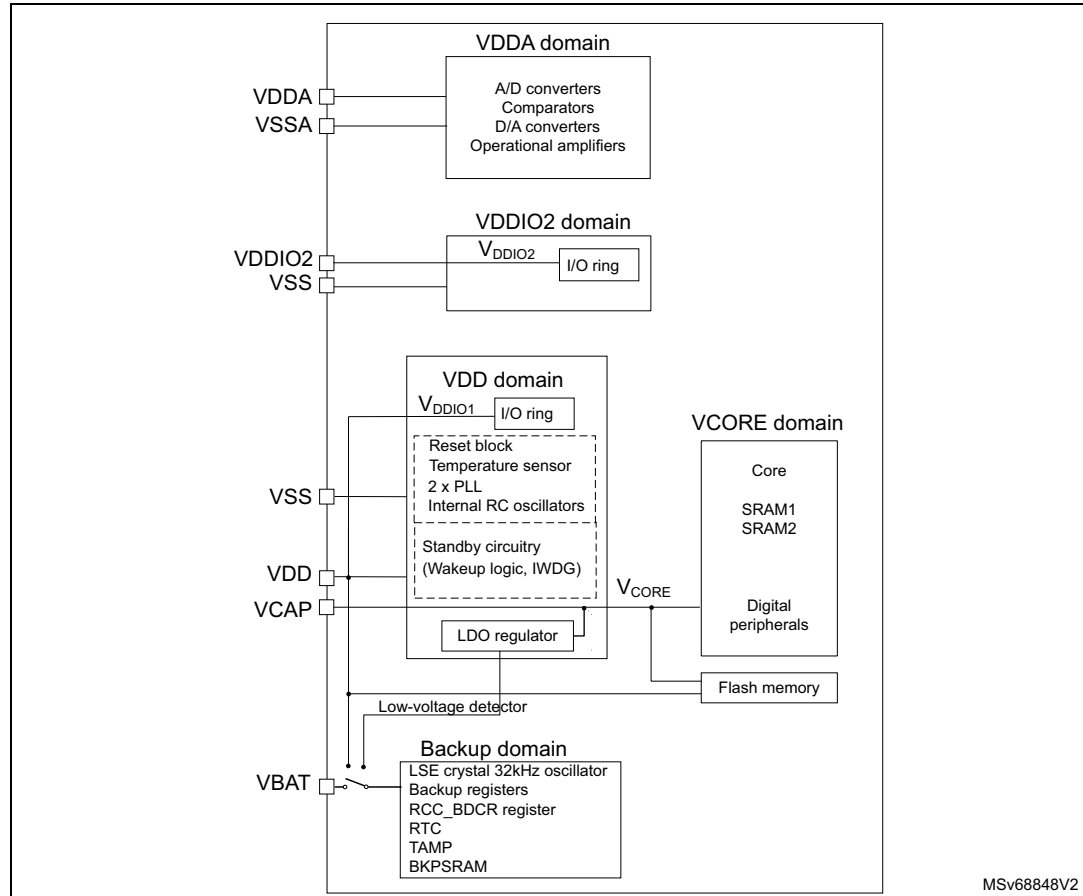 VDDA domain
A/D converters
Comparators
D/A converters
Operational amplifiers
VDDA
VSSA
VDDIO2 domain
VDDIO2
VSS
VDDIO2
I/O ring
VDD domain
VDDIO1
I/O ring
Reset block
Temperature sensor
2 x PLL
Internal RC oscillators
VSS
Standby circuitry
(Wakeup logic, IWDG)
VDD
VCAP
VCORE
LDO regulator
VCORE domain
Core
SRAM1
SRAM2
Digital
peripherals
Flash memory
Low-voltage detector
Backup domain
VBAT
LSE crystal 32kHz oscillator
Backup registers
RCC_BDCR register
RTC
TAMP
BKPSRAM
MSv68848V2